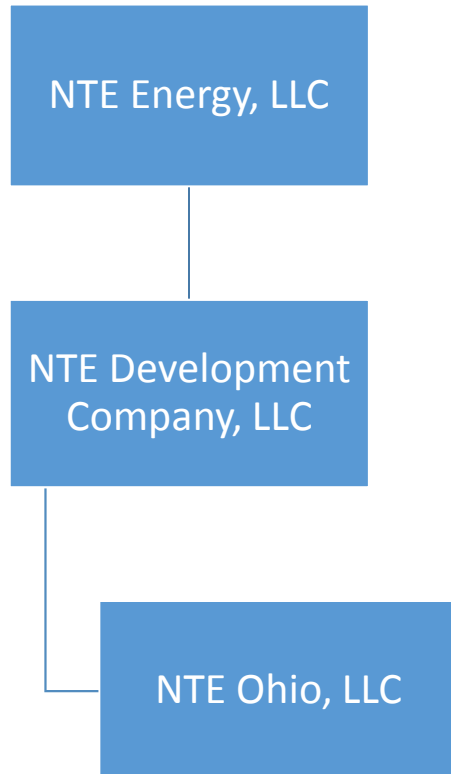 NTE Energy, LLC
NTE Development
Company, LLC
NTE Ohio, LLC